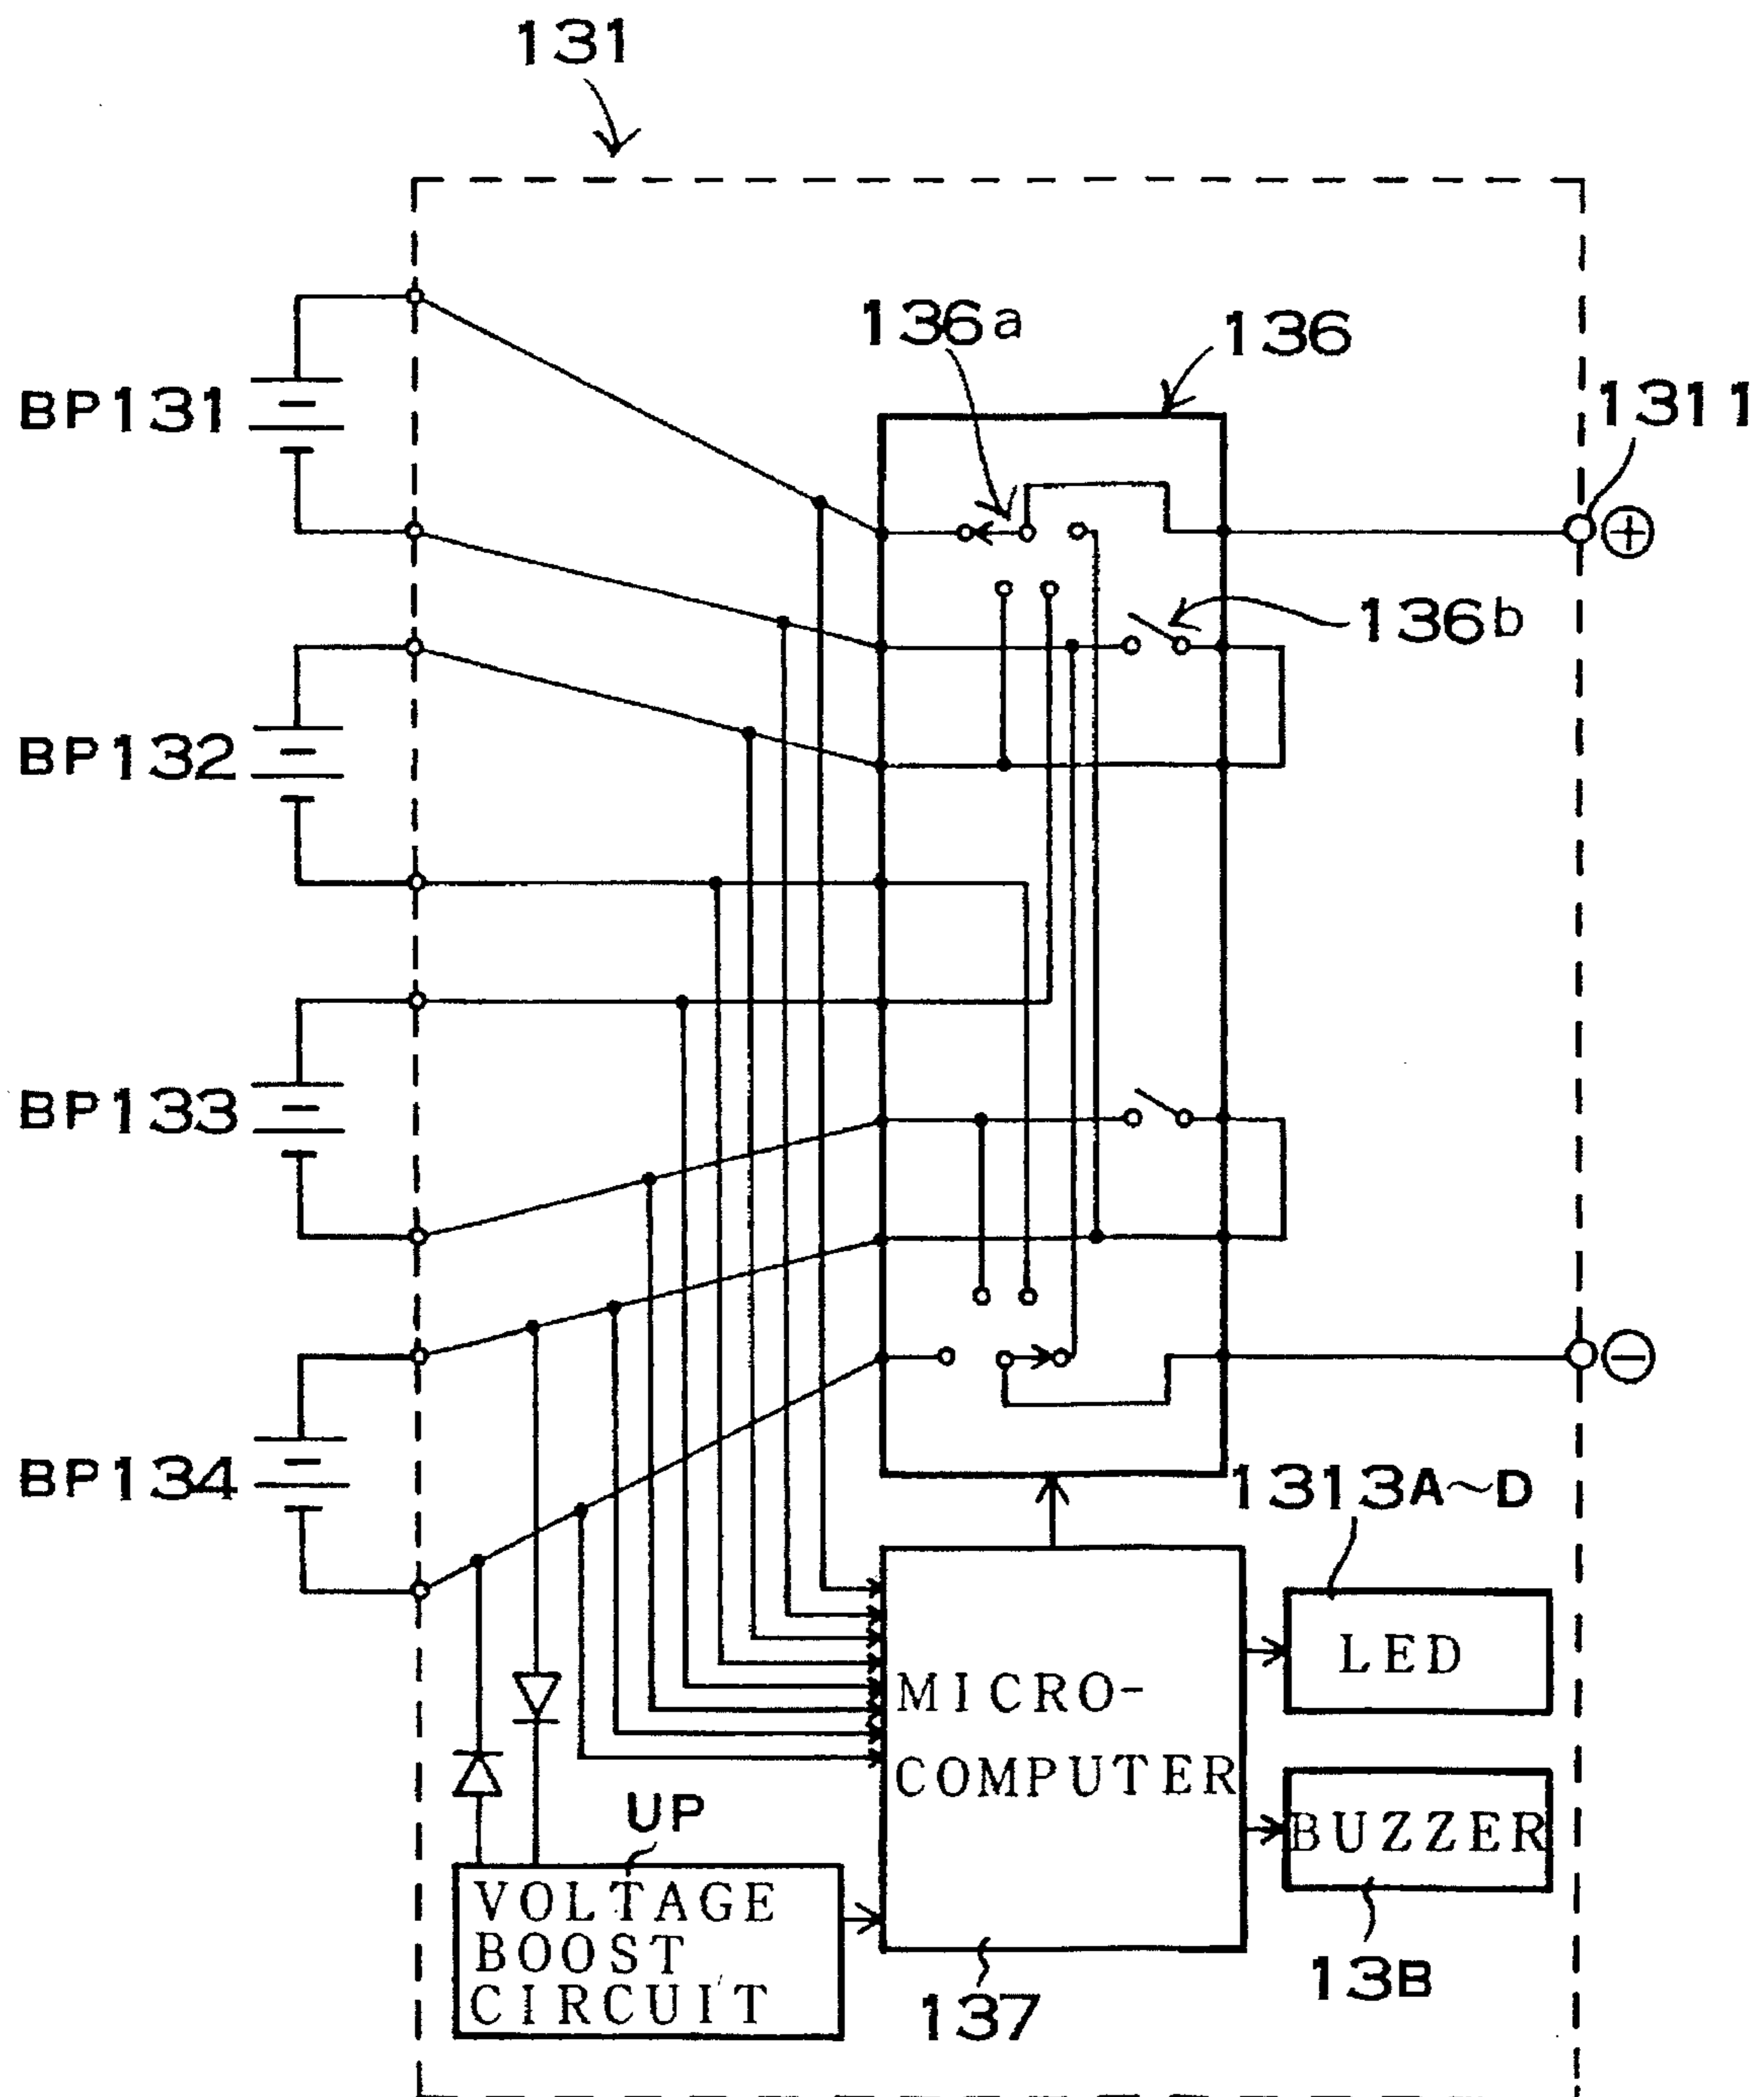 131
136a
136
1311
BP131
+
136b
BP132
BP133
−
BP134
1313A~D
LED
MICRO-
COMPUTER
UP
BUZZER
VOLTAGE
BOOST
CIRCUIT
137
13B